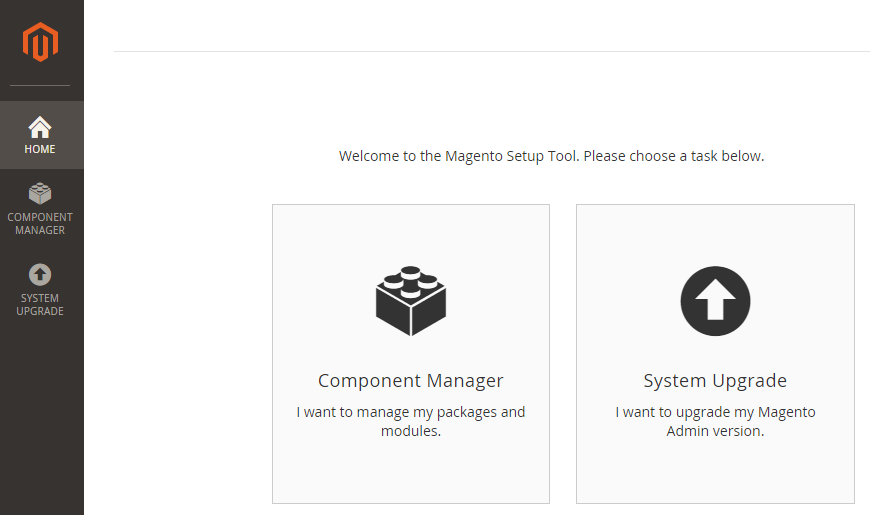 HOME
COMPONENT
MANAGER
SYSTEM
UPGRADE
Welcome to the Magento Setup Tool. Please choose a task below.
Component Manager
I want to manage my packages and
modules.
System Upgrade
I want to upgrade my Magento
Admin version.